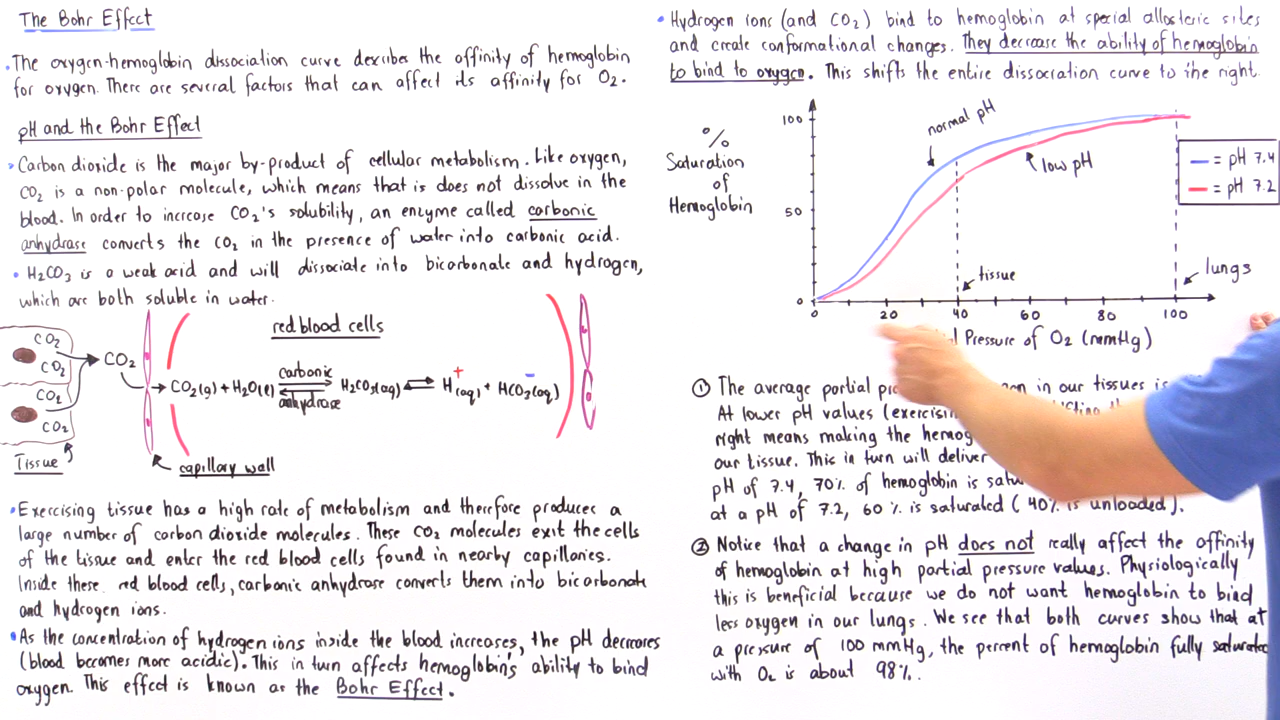 The Bohr Effect
• The oxygen-hemoglobin dissociation curve describes the affinity of hemoglobin
for oxygen. There are several factors that can affect its affinity for O2.
pH and the Bohr Effect
• Carbon dioxide is the major by-product of cellular metabolism. Like oxygen,
CO2 is a non-polar molecule, which means that is does not dissolve in the
blood. In order to increase CO2's solubility, an enzyme called carbonic
anhydrase converts the CO2 in the presence of water into carbonic acid.
• H2CO3 is a weak acid and will dissociate into bicarbonate and hydrogen,
which are both soluble in water.
red blood cells
CO2
CO2
CO2
CO2
CO2
CO2(g) + H2O(l) carbonic anhydrase H2CO3(aq) H+(aq) + HCO3-(aq)
Tissue
capillary wall
• Exercising tissue has a high rate of metabolism and therefore produces a
large number of carbon dioxide molecules. These CO2 molecules exit the cells
of the tissue and enter the red blood cells found in nearby capillaries.
Inside these red blood cells, carbonic anhydrase converts them into bicarbonate
and hydrogen ions.
• As the concentration of hydrogen ions inside the blood increases, the pH decreases
(blood becomes more acidic). This in turn affects hemoglobin's ability to bind
oxygen. This effect is known as the Bohr Effect.
• Hydrogen ions (and CO2) bind to hemoglobin at special allosteric sites
and create conformational changes. They decrease the ability of hemoglobin
to bind to oxygen. This shifts the entire dissociation curve to the right.
% Saturation of Hemoglobin
100
50
0
normal pH
low pH
= pH 7.4
= pH 7.2
tissue
lungs
0 20 40 60 80 100
Pressure of O2 (mmHg)
① The average partial in our tissues is
At lower pH values
right means making the
our tissue. This in turn will deliver
pH of 7.4, 70% of hemoglobin is
at a pH of 7.2, 60% is saturated (40% is unloaded).
② Notice that a change in pH does not really affect the affinity
of hemoglobin at high partial pressure values. Physiologically
this is beneficial because we do not want hemoglobin to bind
less oxygen in our lungs. We see that both curves show that at
a pressure of 100 mmHg, the percent of hemoglobin fully saturated
with O2 is about 98%.